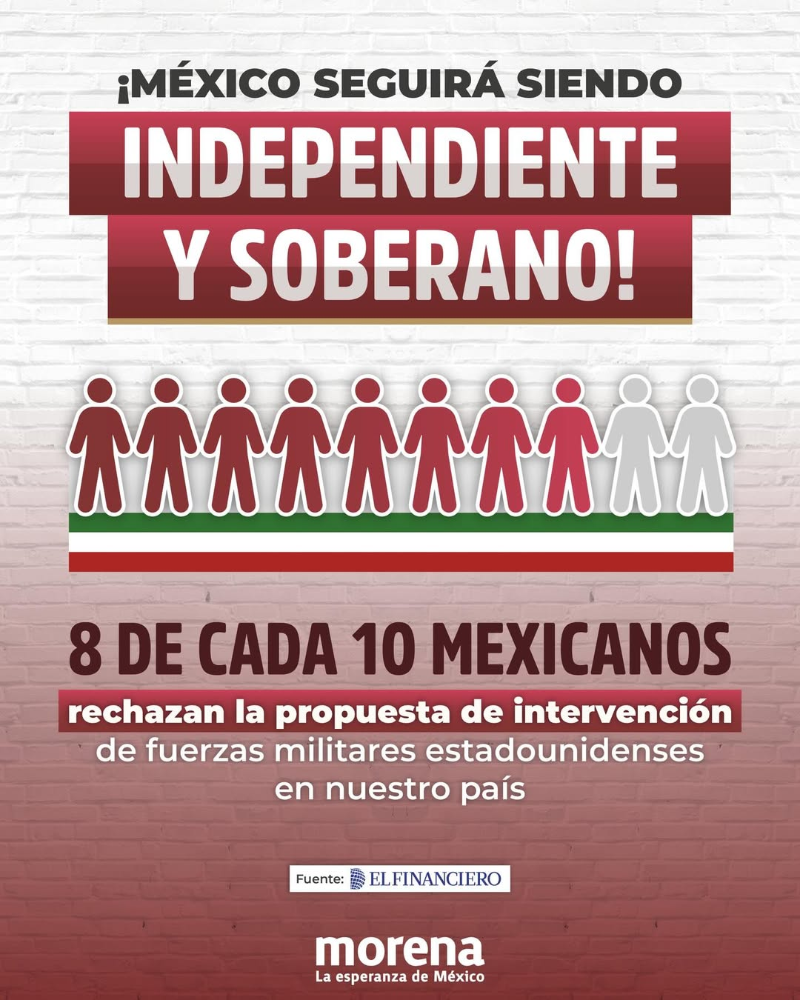 ¡MÉXICO SEGUIRÁ SIENDO
INDEPENDIENTE
Y SOBERANO!
8 DE CADA 10 MEXICANOS
rechazan la propuesta de intervención
de fuerzas militares estadounidenses
en nuestro país
Fuente: EL FINANCIERO
morena
La esperanza de México